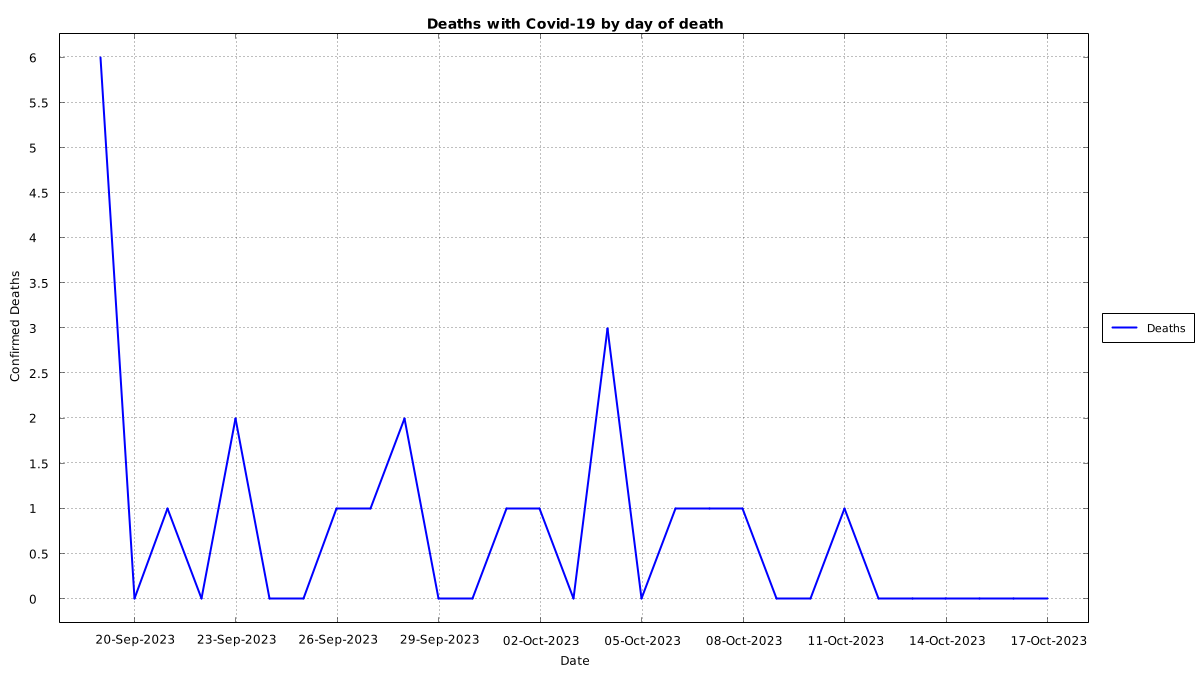 Deaths with Covid-19 by day of death
6
5.5
5
4.5
4
3.5
3
2.5
2
1.5
1
0.5
0
Confirmed Deaths
Deaths
20-Sep-2023 23-Sep-2023 26-Sep-2023 29-Sep-2023 02-Oct-2023 05-Oct-2023 08-Oct-2023 11-Oct-2023 14-Oct-2023 17-Oct-2023
Date